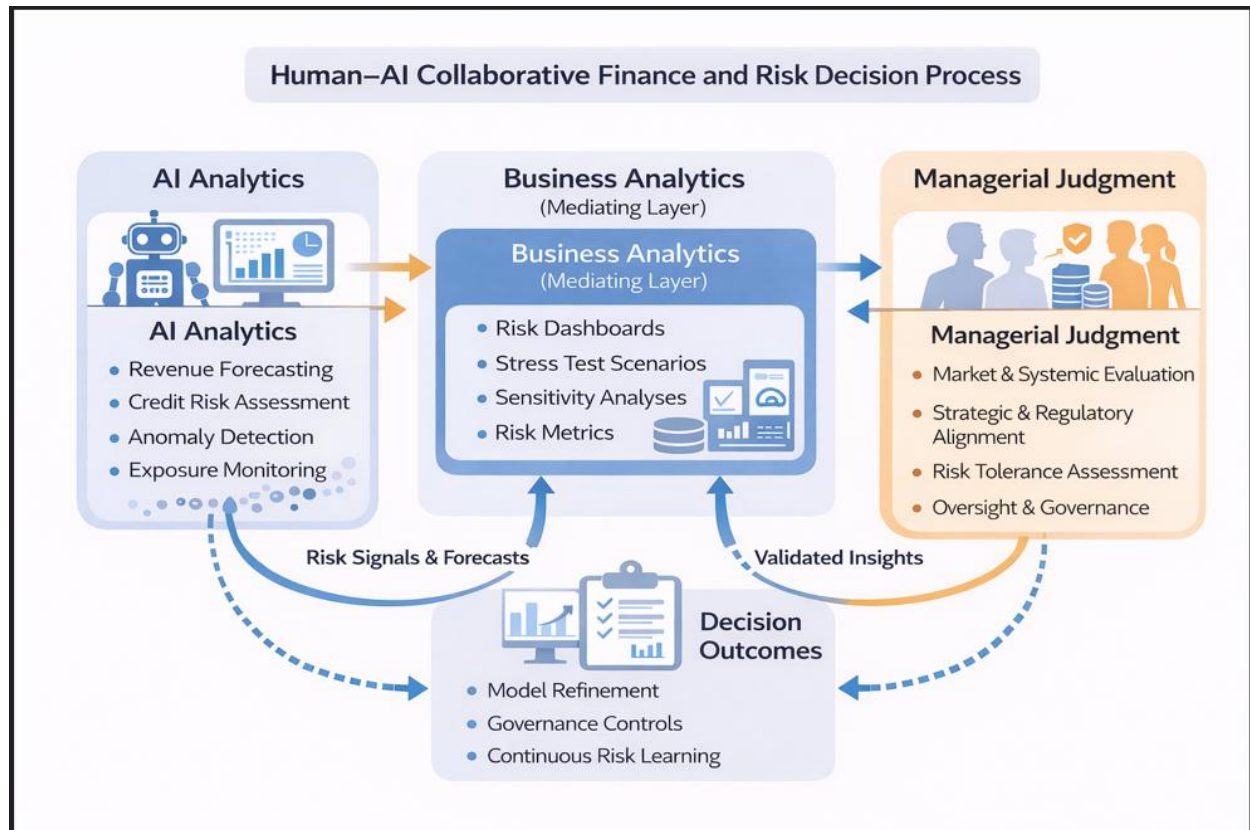 Human–AI Collaborative Finance and Risk Decision Process
AI Analytics
AI Analytics
• Revenue Forecasting
• Credit Risk Assessment
• Anomaly Detection
• Exposure Monitoring
Business Analytics
(Mediating Layer)
Business Analytics
(Mediating Layer)
• Risk Dashboards
• Stress Test Scenarios
• Sensitivity Analyses
• Risk Metrics
Managerial Judgment
Managerial Judgment
• Market & Systemic Evaluation
• Strategic & Regulatory
Alignment
• Risk Tolerance Assessment
• Oversight & Governance
Risk Signals & Forecasts
Validated Insights
Decision
Outcomes
• Model Refinement
• Governance Controls
• Continuous Risk Learning